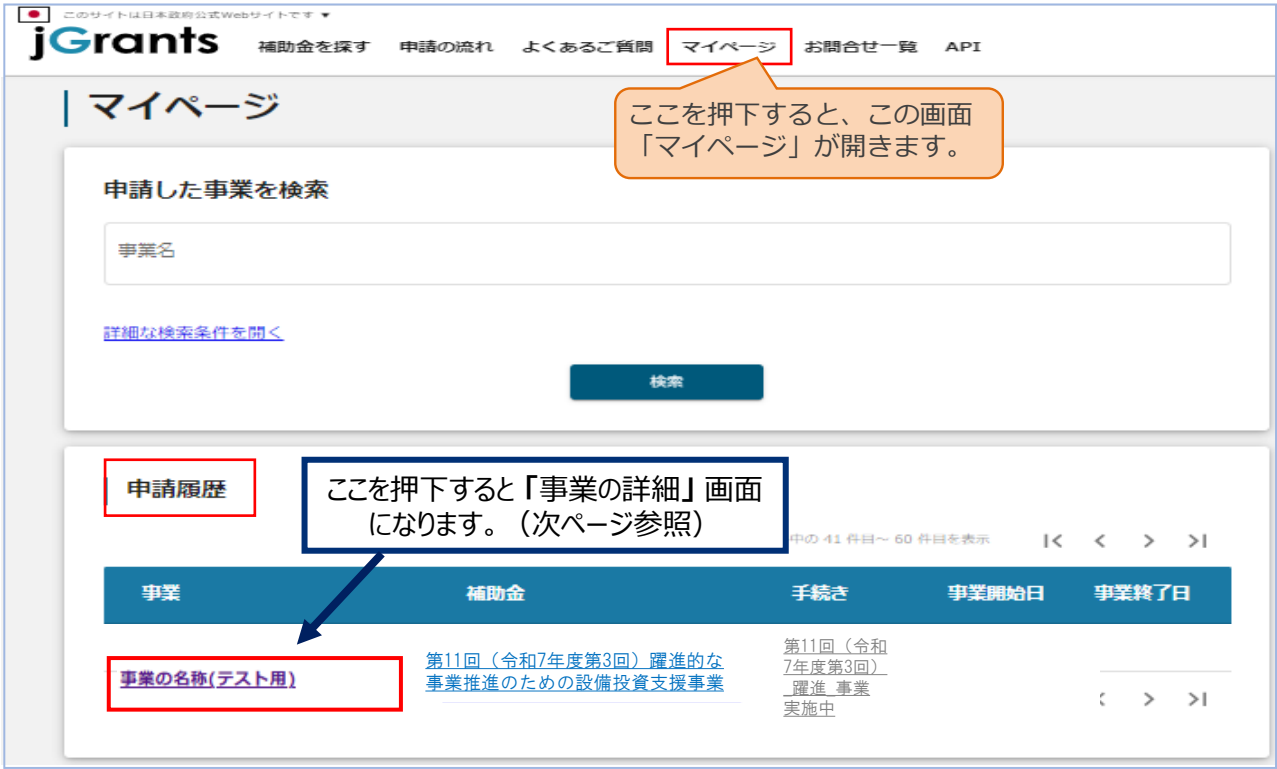 このサイトは日本政府公式Webサイトです ▼
jGrants 補助金を探す 申請の流れ よくあるご質問 マイページ お問合せ一覧 API
マイページ
ここを押下すると、この画面
「マイページ」が開きます。
申請した事業を検索
事業名
詳細な検索条件を開く
検索
申請履歴
ここを押下すると「事業の詳細」画面
になります。（次ページ参照）
中の 41 件目～ 60 件目を表示
事業 補助金 手続き 事業開始日 事業終了日
事業の名称(テスト用)
第11回（令和7年度第3回）躍進的な
事業推進のための設備投資支援事業
第11回（令和
7年度第3回）
_躍進_事業
実施中